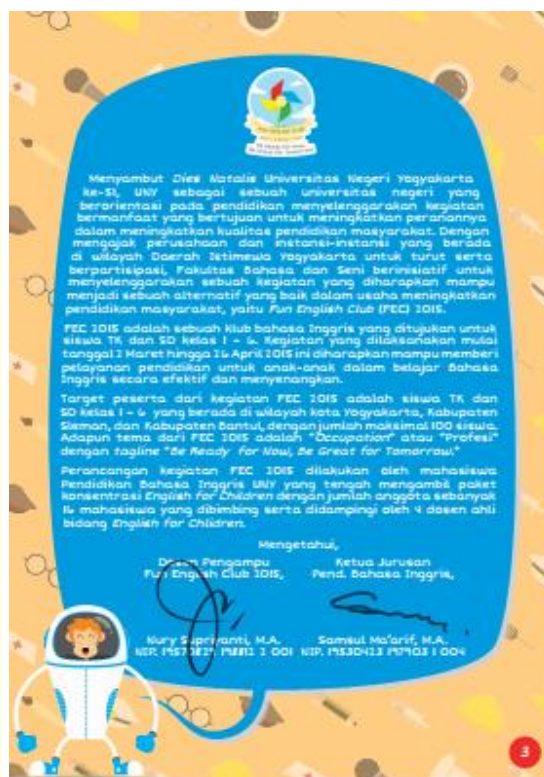 Menyambut Dies Natalis Universitas Negeri Yogyakarta
ke-51, UNY sebagai sebuah universitas negeri yang
berorientasi pada pendidikan menyelenggarakan kegiatan
bermanfaat yang bertujuan untuk meningkatkan peranannya
dalam meningkatkan kualitas pendidikan masyarakat. Dengan
mengajak perusahaan dan instansi-instansi yang berada
di wilayah Daerah Istimewa Yogyakarta untuk turut serta
berpartisipasi, Fakultas Bahasa dan Seni berinisiatif untuk
menyelenggarakan sebuah kegiatan yang diharapkan mampu
menjadi sebuah alternatif yang baik dalam usaha meningkatkan
pendidikan masyarakat, yaitu Fun English Club (FEC) 2015.
FEC 2015 adalah sebuah klub bahasa Inggris yang ditujukan untuk
siswa TK dan SD kelas 1 – 6. Kegiatan yang dilaksanakan mulai
tanggal 2 Maret hingga 26 April 2015 ini diharapkan mampu memberi
pelayanan pendidikan untuk anak-anak dalam belajar Bahasa
Inggris secara efektif dan menyenangkan.
Target peserta dari kegiatan FEC 2015 adalah siswa TK dan
SD kelas 1 – 6 yang berada di wilayah kota Yogyakarta, Kabupaten
Sleman, dan Kabupaten Bantul, dengan jumlah maksimal 100 siswa.
Adapun tema dari FEC 2015 adalah "Occupation" atau "Profesi"
dengan tagline "Be Ready for Now, Be Great for Tomorrow."
Perancangan kegiatan FEC 2015 dilakukan oleh mahasiswa
Pendidikan Bahasa Inggris UNY yang tengah mengambil paket
konsentrasi English for Children dengan jumlah anggota sebanyak
16 mahasiswa yang dibimbing serta didampingi oleh 4 dosen ahli
bidang English for Children.
Mengetahui,
Dosen Pengampu
Fun English Club 2015,
Ketua Jurusan
Pend. Bahasa Inggris,
Nury Supriyanti, M.A.
NIP.
Samsul Ma'arif, M.A.
NIP. 19530423 197903 1 004
3